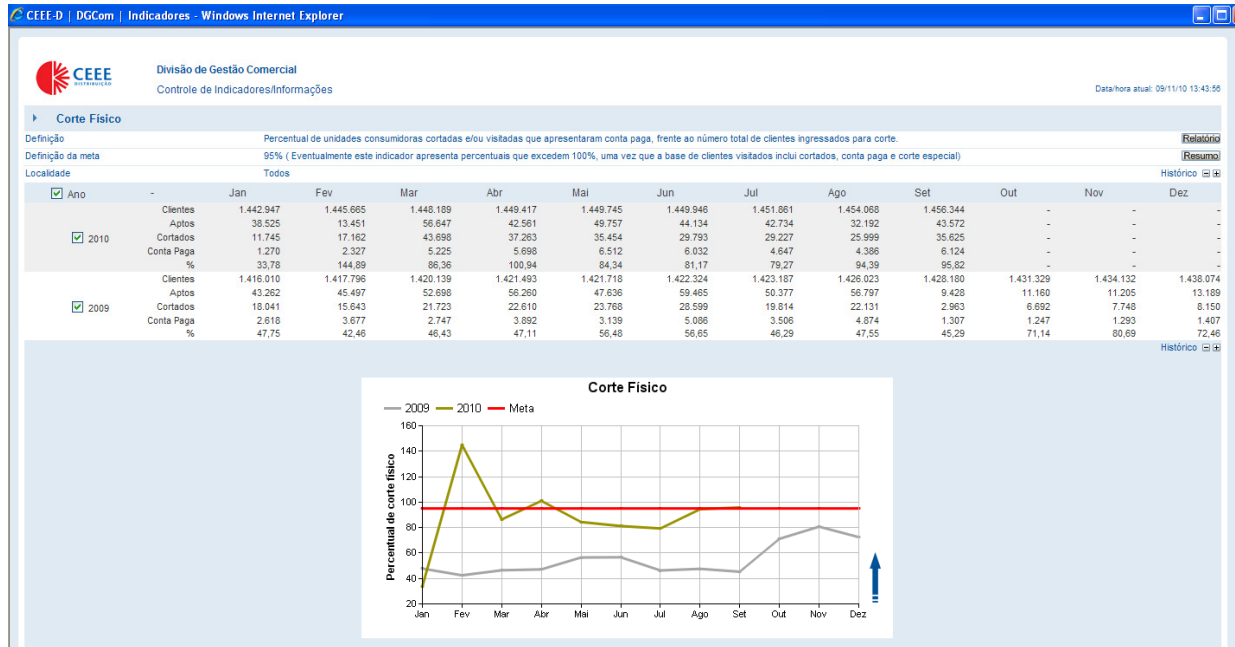 CEEE-D | DGCom | Indicadores - Windows Internet Explorer
CEEE
DISTRIBUIÇÃO
Divisão de Gestão Comercial
Controle de Indicadores/Informações
Data/hora atual: 09/11/10 13:43:56
Corte Físico
Definição Percentual de unidades consumidoras cortadas e/ou visitadas que apresentaram conta paga, frente ao número total de clientes ingressados para corte. Relatório
Definição da meta 95% ( Eventualmente este indicador apresenta percentuais que excedem 100%, uma vez que a base de clientes visitados inclui cortados, conta paga e corte especial) Resumo
Localidade Todos Histórico
Ano - Jan Fev Mar Abr Mai Jun Jul Ago Set Out Nov Dez
Clientes 1.442.947 1.445.665 1.448.189 1.449.417 1.449.745 1.449.946 1.451.861 1.454.068 1.456.344 - - -
Aptos 38.525 13.451 56.647 42.561 49.757 44.134 42.734 32.192 43.572 - - -
2010 Cortados 11.745 17.162 43.698 37.263 35.454 29.793 29.227 25.999 35.625 - - -
Conta Paga 1.270 2.327 5.225 5.698 6.512 6.032 4.647 4.386 6.124 - - -
% 33,78 144,89 86,36 100,94 84,34 81,17 79,27 94,39 95,82 - - -
Clientes 1.416.010 1.417.796 1.420.139 1.421.493 1.421.718 1.422.324 1.423.187 1.426.023 1.428.180 1.431.329 1.434.132 1.438.074
Aptos 43.262 45.497 52.698 56.260 47.636 59.465 50.377 56.797 9.428 11.160 11.205 13.189
2009 Cortados 18.041 15.643 21.723 22.610 23.768 28.599 19.814 22.131 2.963 6.692 7.748 8.150
Conta Paga 2.618 3.677 2.747 3.892 3.139 5.086 3.506 4.874 1.307 1.247 1.293 1.407
% 47,75 42,46 46,43 47,11 56,48 56,65 46,29 47,55 45,29 71,14 80,69 72,46
Histórico
Corte Físico
2009 2010 Meta
Percentual de corte físico
160
140
120
100
80
60
40
20
Jan Fev Mar Abr Mai Jun Jul Ago Set Out Nov Dez